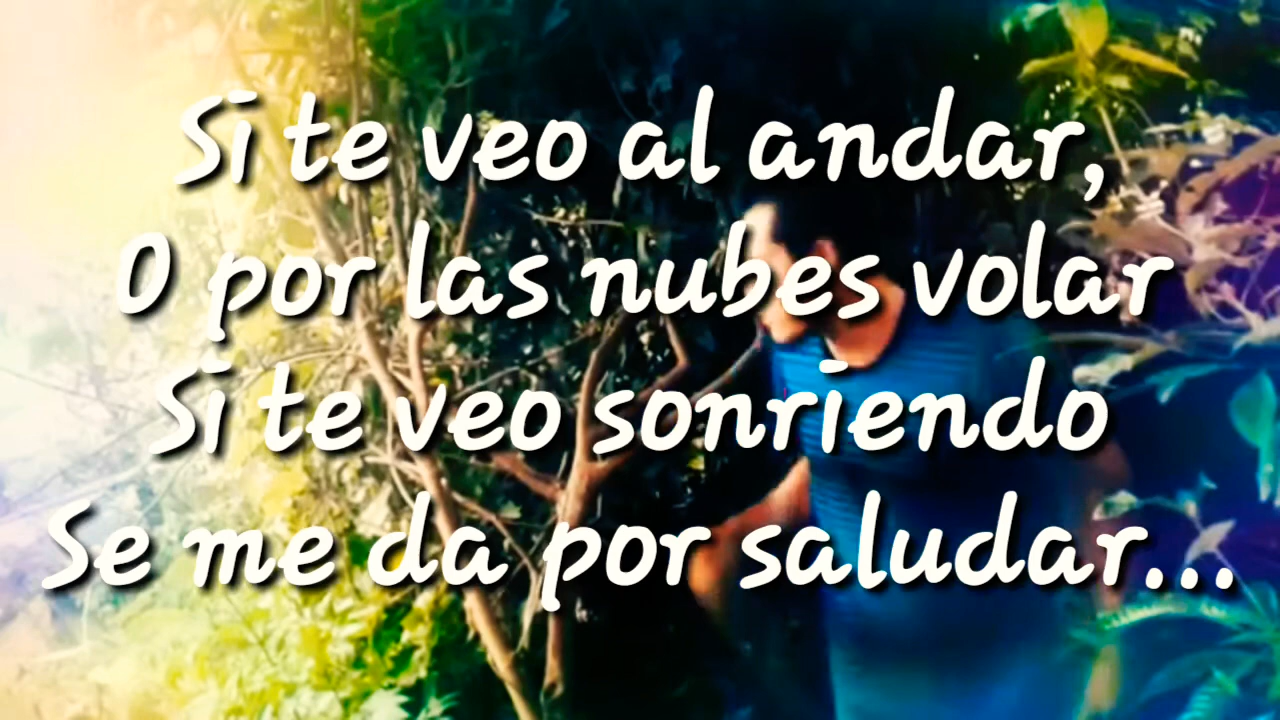 Si te veo al andar,
O por las nubes volar
Si te veo sonriendo
Se me da por saludar...